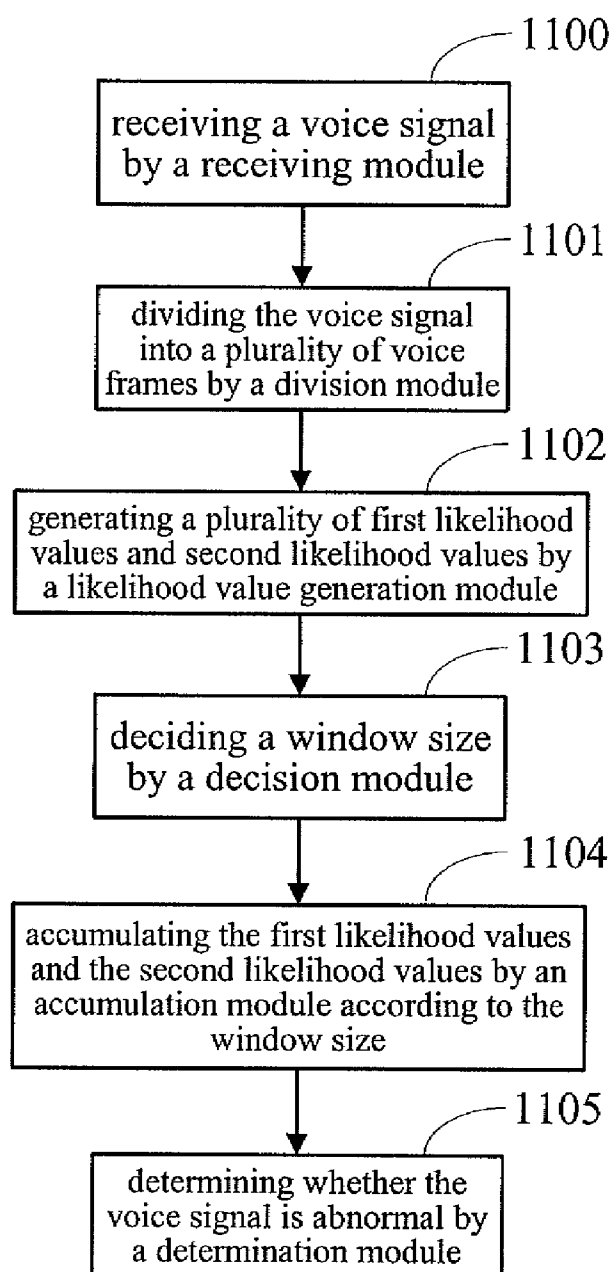 1100
receiving a voice signal
by a receiving module
1101
dividing the voice signal
into a plurality of voice
frames by a division module
1102
generating a plurality of first likelihood
values and second likelihood values by
a likelihood value generation module
1103
deciding a window size
by a decision module
1104
accumulating the first likelihood values
and the second likelihood values by an
accumulation module according to the
window size
1105
determining whether the
voice signal is abnormal by
a determination module